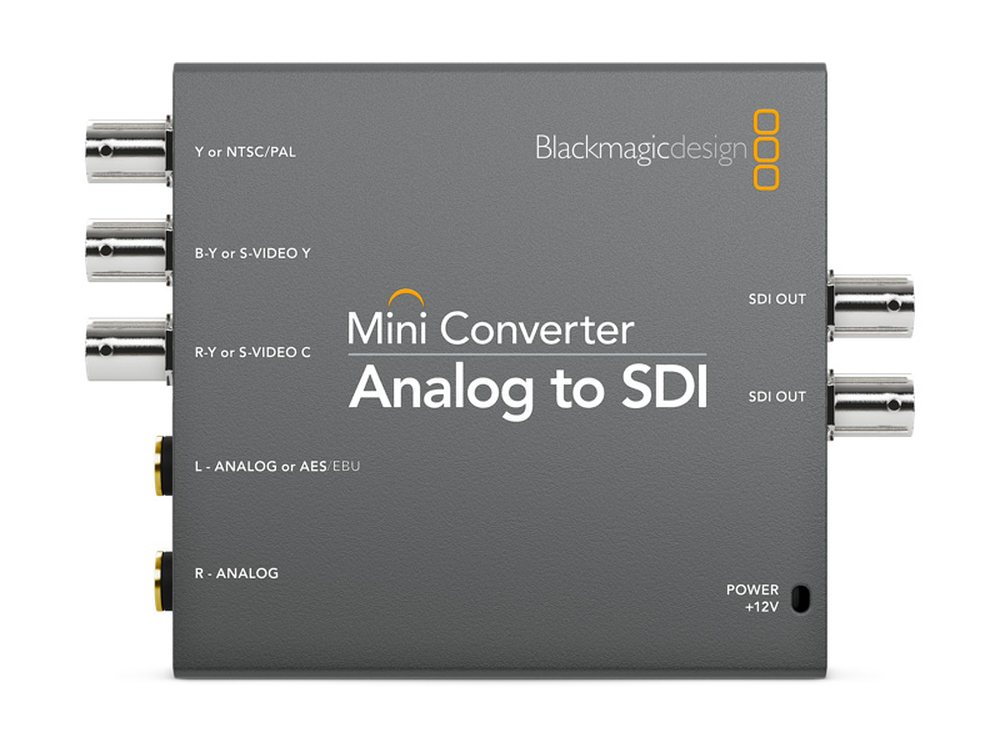 Y or NTSC/PAL
Blackmagicdesign
B-Y or S-VIDEO Y
SDI OUT
Mini Converter
R-Y or S-VIDEO C
Analog to SDI
SDI OUT
L - ANALOG or AES/EBU
R - ANALOG
POWER
+12V